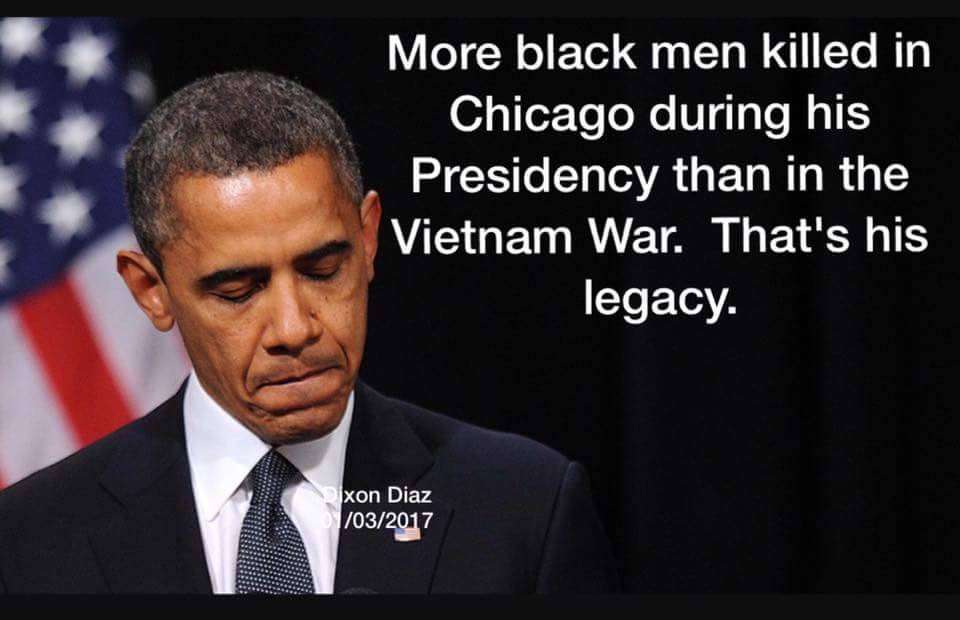 More black men killed in
Chicago during his
Presidency than in the
Vietnam War.  That's his
legacy.
Dixon Diaz
01/03/2017